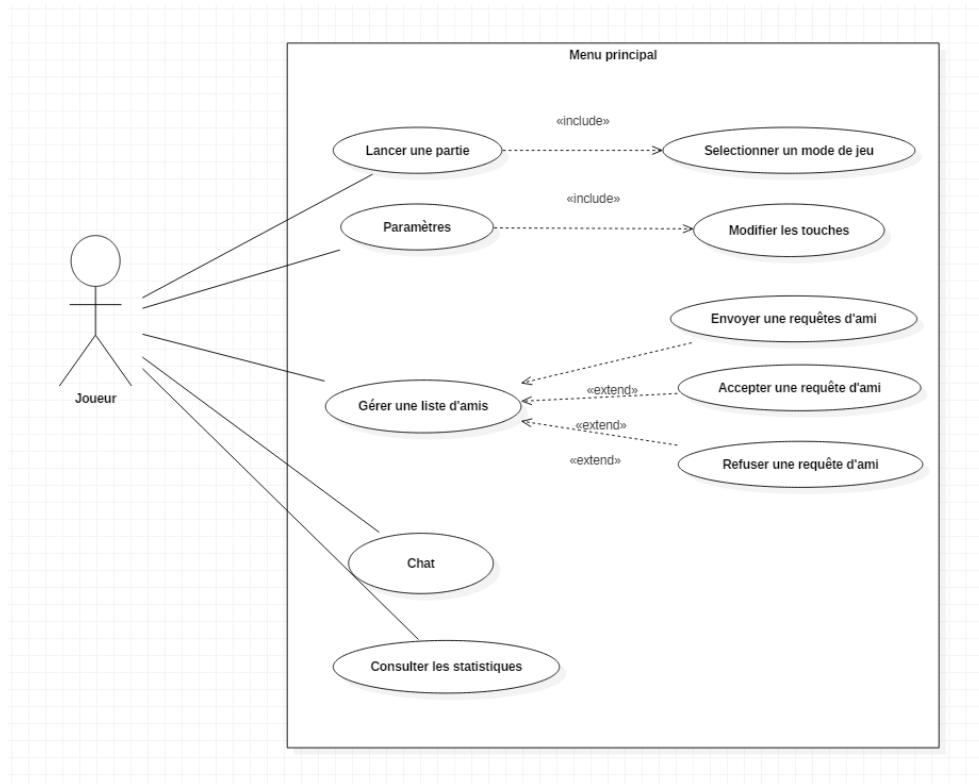 Menu principal
«include»
Lancer une partie
Selectionner un mode de jeu
«include»
Paramètres
Modifier les touches
Envoyer une requêtes d'ami
«extend»
Accepter une requête d'ami
Joueur
Gérer une liste d'amis
«extend»
«extend»
Refuser une requête d'ami
Chat
Consulter les statistiques